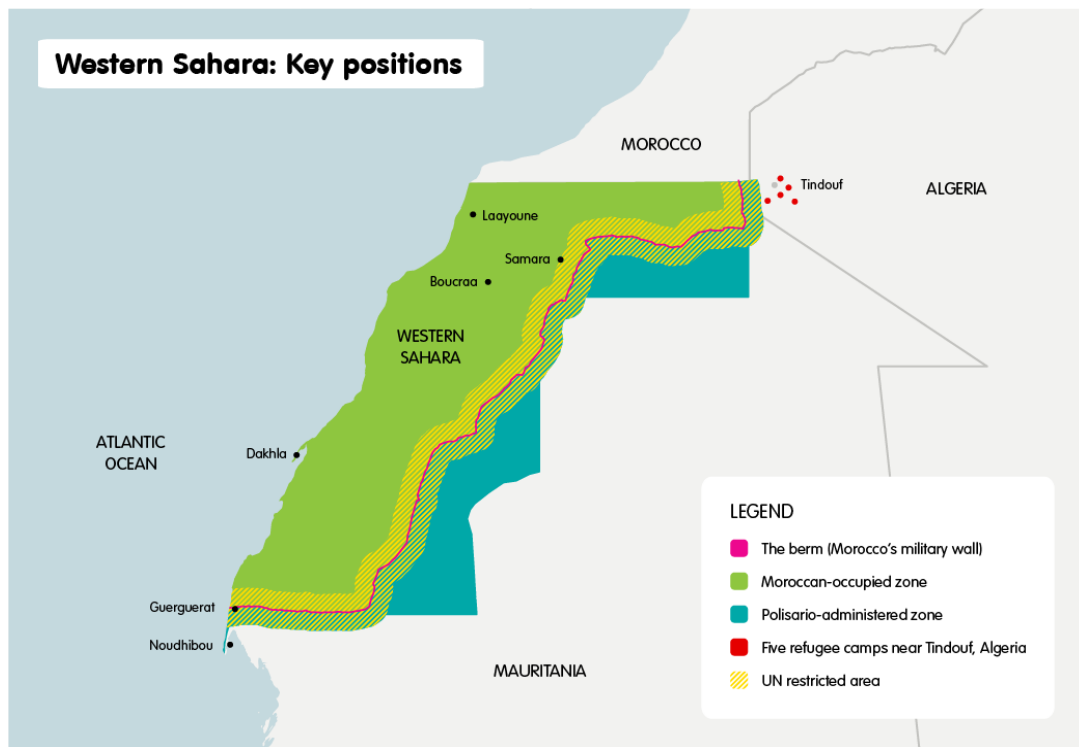 Western Sahara: Key positions
MOROCCO
Tindouf
ALGERIA
Laayoune
Samara
Boucraa
WESTERN
SAHARA
ATLANTIC
OCEAN
Dakhla
Guerguerat
Noudhibou
MAURITANIA
LEGEND
The berm (Morocco's military wall)
Moroccan-occupied zone
Polisario-administered zone
Five refugee camps near Tindouf, Algeria
UN restricted area